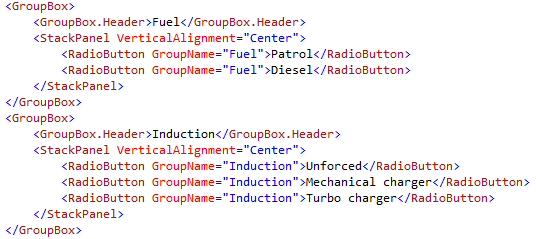 <GroupBox>
    <GroupBox.Header>Fuel</GroupBox.Header>
    <StackPanel VerticalAlignment="Center">
        <RadioButton GroupName="Fuel">Patrol</RadioButton>
        <RadioButton GroupName="Fuel">Diesel</RadioButton>
    </StackPanel>
</GroupBox>
<GroupBox>
    <GroupBox.Header>Induction</GroupBox.Header>
    <StackPanel VerticalAlignment="Center">
        <RadioButton GroupName="Induction">Unforced</RadioButton>
        <RadioButton GroupName="Induction">Mechanical charger</RadioButton>
        <RadioButton GroupName="Induction">Turbo charger</RadioButton>
    </StackPanel>
</GroupBox>